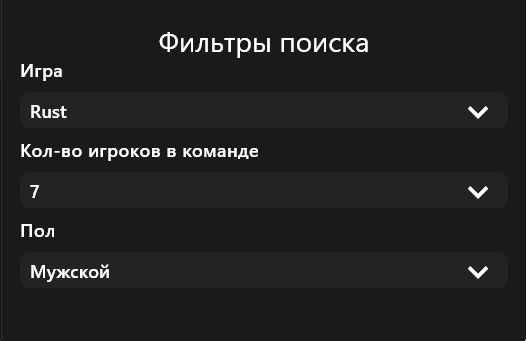 Фильтры поиска
Игра
Rust
Кол-во игроков в команде
7
Пол
Мужской